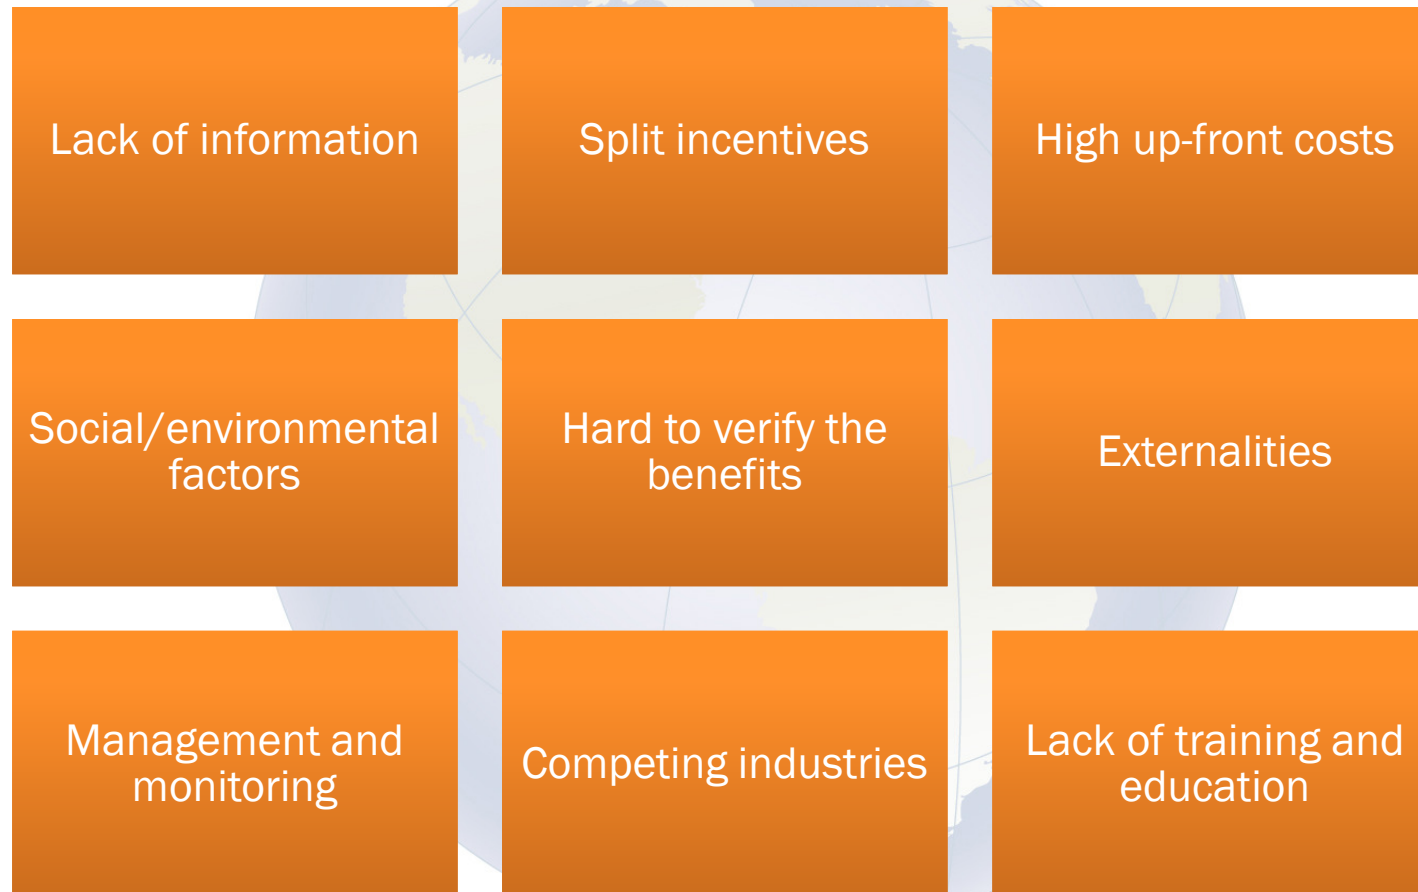 Lack of information
Split incentives
High up-front costs
Social/environmental
factors
Hard to verify the
benefits
Externalities
Management and
monitoring
Competing industries
Lack of training and
education